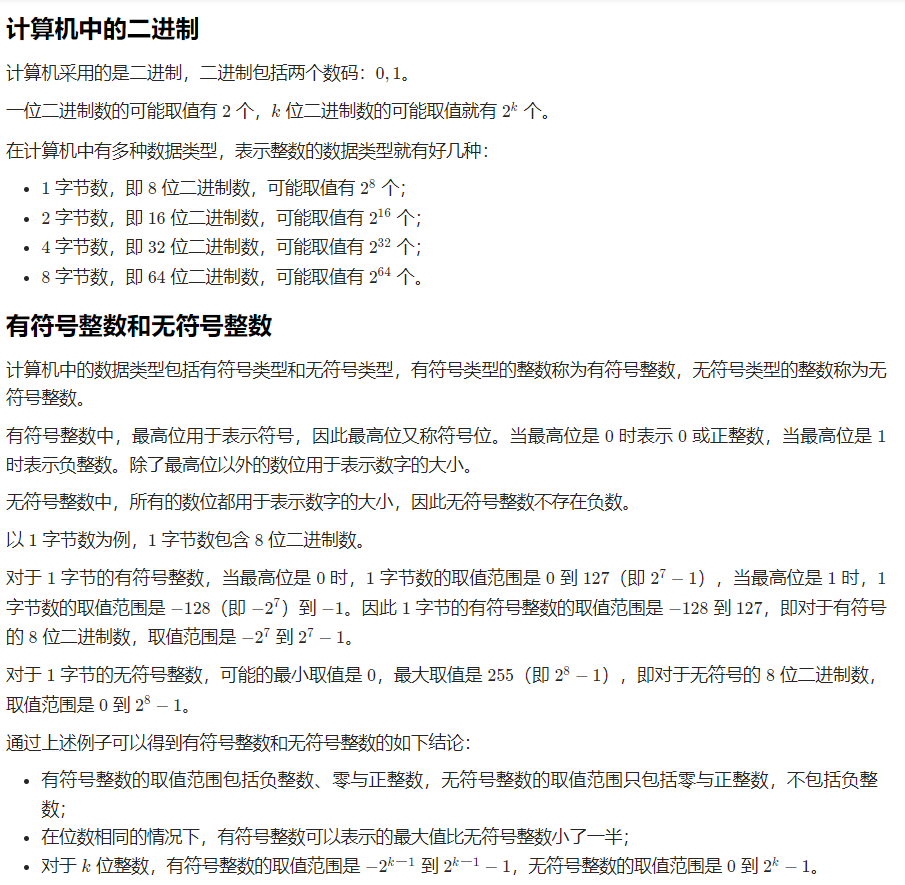 计算机中的二进制
计算机采用的是二进制，二进制包括两个数码：0, 1。
一位二进制数的可能取值有 2 个，k 位二进制数的可能取值就有 2^k 个。
在计算机中有多种数据类型，表示整数的数据类型就有好几种：
• 1 字节数，即 8 位二进制数，可能取值有 2^8 个；
• 2 字节数，即 16 位二进制数，可能取值有 2^16 个；
• 4 字节数，即 32 位二进制数，可能取值有 2^32 个；
• 8 字节数，即 64 位二进制数，可能取值有 2^64 个。
有符号整数和无符号整数
计算机中的数据类型包括有符号类型和无符号类型，有符号类型的整数称为有符号整数，无符号类型的整数称为无
符号整数。
有符号整数中，最高位用于表示符号，因此最高位又称符号位。当最高位是 0 时表示 0 或正整数，当最高位是 1
时表示负整数。除了最高位以外的数位用于表示数字的大小。
无符号整数中，所有的数位都用于表示数字的大小，因此无符号整数不存在负数。
以 1 字节数为例，1 字节数包含 8 位二进制数。
对于 1 字节的有符号整数，当最高位是 0 时，1 字节数的取值范围是 0 到 127（即 2^7 − 1），当最高位是 1 时，1
字节数的取值范围是 −128（即 −2^7）到 −1。因此 1 字节的有符号整数的取值范围是 −128 到 127，即对于有符号
的 8 位二进制数，取值范围是 −2^7 到 2^7 − 1。
对于 1 字节的无符号整数，可能的最小取值是 0，最大取值是 255（即 2^8 − 1），即对于无符号的 8 位二进制数，
取值范围是 0 到 2^8 − 1。
通过上述例子可以得到有符号整数和无符号整数的如下结论：
• 有符号整数的取值范围包括负整数、零与正整数，无符号整数的取值范围只包括零与正整数，不包括负整
数；
• 在位数相同的情况下，有符号整数可以表示的最大值比无符号整数小了一半；
• 对于 k 位整数，有符号整数的取值范围是 −2^{k−1} 到 2^{k−1} − 1，无符号整数的取值范围是 0 到 2^k − 1。